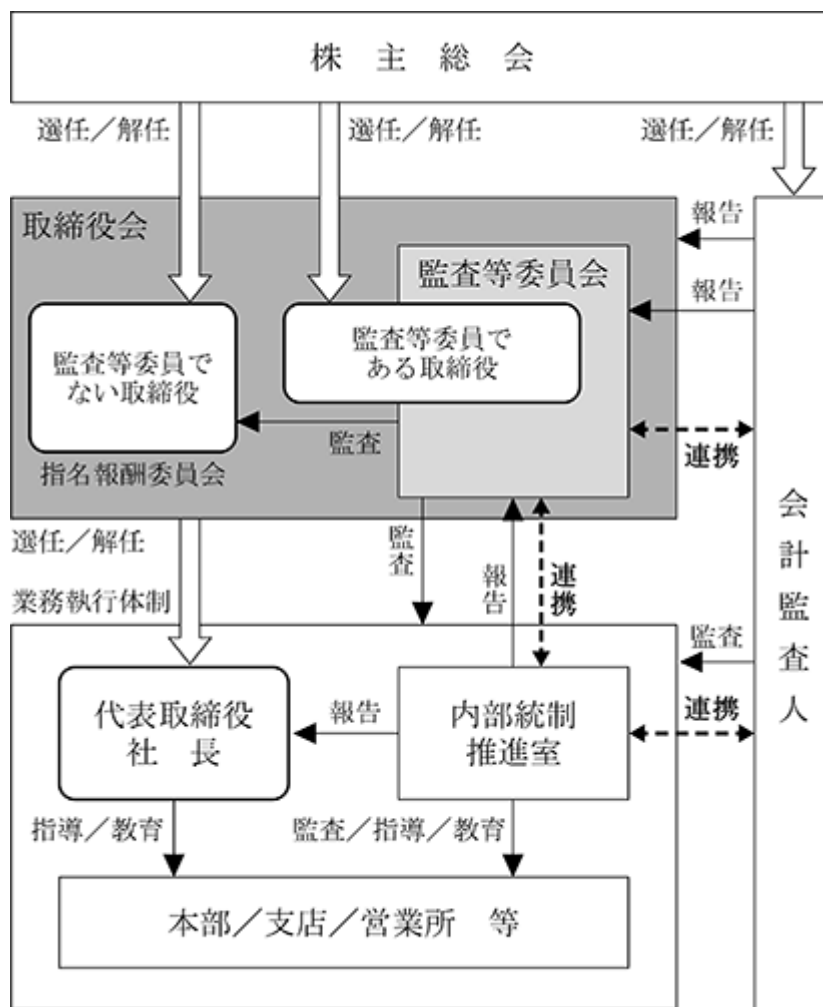 株　主　総　会
選任／解任
選任／解任
選任／解任
取締役会
報告
監査等委員会
報告
監査等委員で
ない取締役
監査等委員で
ある取締役
監査
連携
指名報酬委員会
選任／解任
監査
報告
連携
会計監査人
業務執行体制
監査
代表取締役
社　長
報告
内部統制
推進室
連携
指導／教育
監査／指導／教育
本部／支店／営業所　等